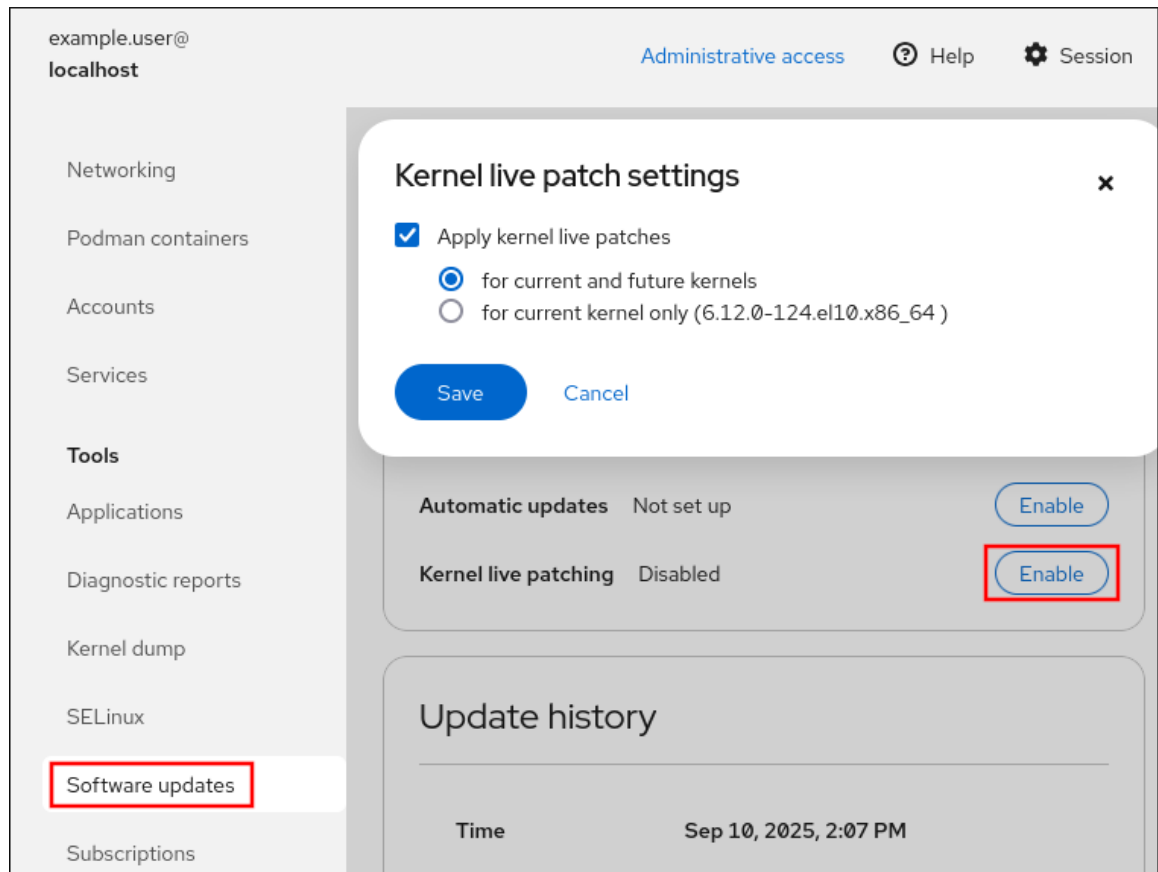 example.user@
localhost
Administrative access
Help
Session
Networking
Podman containers
Accounts
Services
Tools
Applications
Diagnostic reports
Kernel dump
SELinux
Software updates
Subscriptions
Kernel live patch settings
Apply kernel live patches
for current and future kernels
for current kernel only (6.12.0-124.el10.x86_64 )
Save Cancel
Automatic updates Not set up Enable
Kernel live patching Disabled Enable
Update history
Time Sep 10, 2025, 2:07 PM